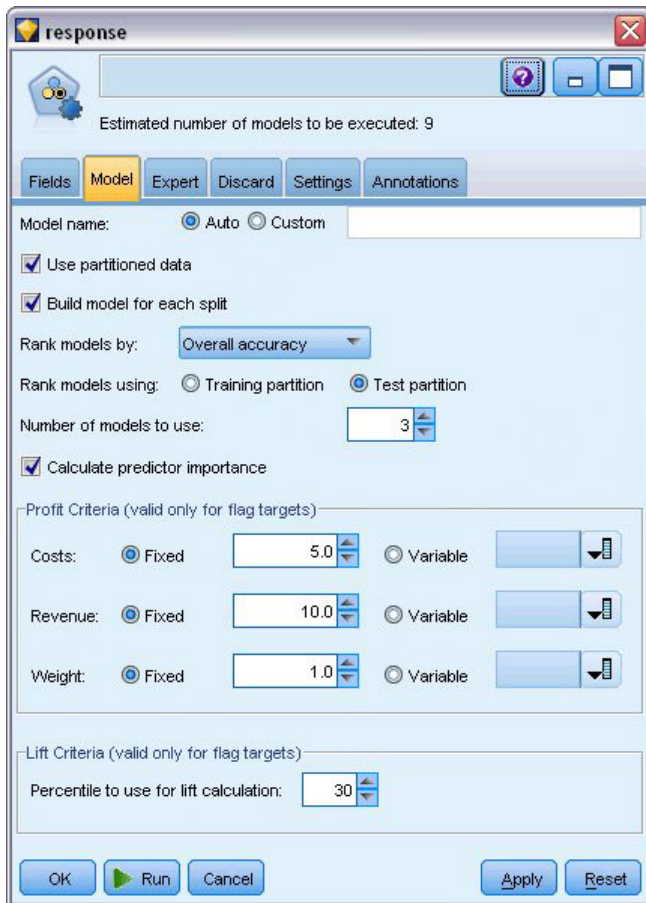 response
Estimated number of models to be executed: 9
Fields Model Expert Discard Settings Annotations
Model name: Auto Custom
Use partitioned data
Build model for each split
Rank models by: Overall accuracy
Rank models using: Training partition Test partition
Number of models to use: 3
Calculate predictor importance
Profit Criteria (valid only for flag targets)
Costs: Fixed 5.0 Variable
Revenue: Fixed 10.0 Variable
Weight: Fixed 1.0 Variable
Lift Criteria (valid only for flag targets)
Percentile to use for lift calculation: 30
OK Run Cancel Apply Reset